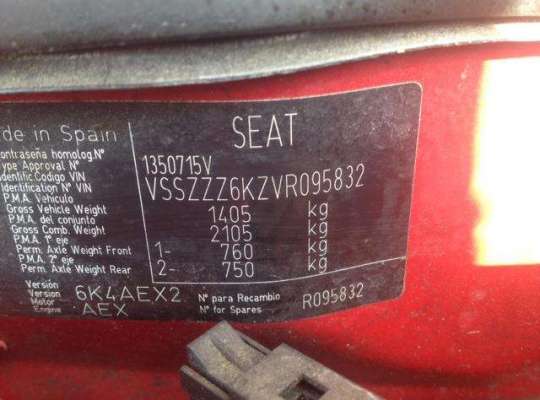 de in Spain SEAT
ontraseña homolog.Nº
ype Approval Nº 1350715V
dentific.Código VIN
dentification Nº VIN VSSZZZ6KZVR095832
P.M.A. Vehículo
Gross Vehicle Weight 1405 kg
P.M.A. del conjunto
Gross Comb. Weight 2105 kg
P.M.A. 1º eje
Perm. Axle Weight Front 1- 760 kg
P.M.A. 2º eje
Perm. Axle Weight Rear 2- 750 kg
Versión
Version 6K4AEX2 Nº para Recambio R095832
Motor
Engine AEX Nº for Spares